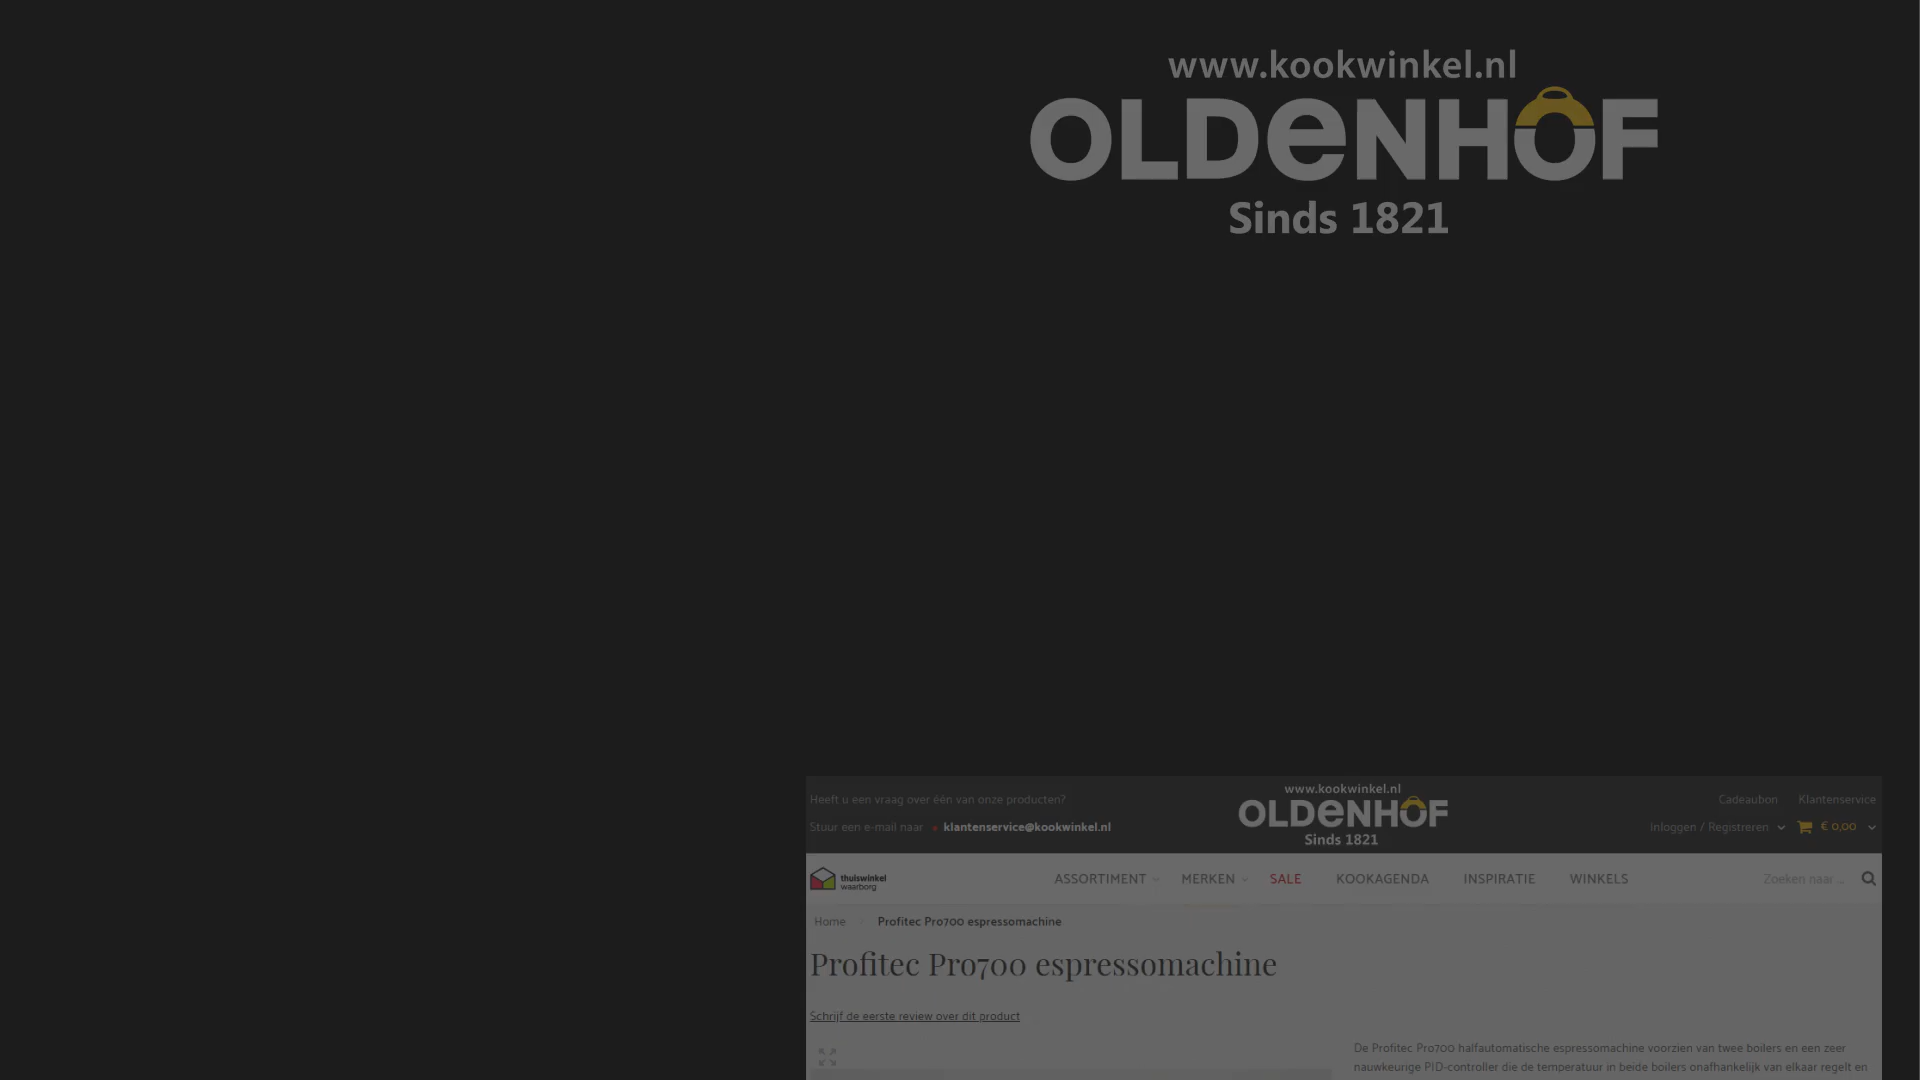 www.kookwinkel.nl
OLDENHOF
Sinds 1821
Heeft u een vraag over één van onze producten?
Stuur een e-mail naar klantenservice@kookwinkel.nl
www.kookwinkel.nl
OLDENHOF
Sinds 1821
Cadeaubon Klantenservice
Inloggen / Registreren € 0,00
thuiswinkel
waarborg
ASSORTIMENT MERKEN SALE KOOKAGENDA INSPIRATIE WINKELS
Zoeken naar ...
Home Profitec Pro700 espressomachine
Profitec Pro700 espressomachine
Schrijf de eerste review over dit product
De Profitec Pro700 halfautomatische espressomachine voorzien van twee boilers en een zeer
nauwkeurige PID-controller die de temperatuur in beide boilers onafhankelijk van elkaar regelt en